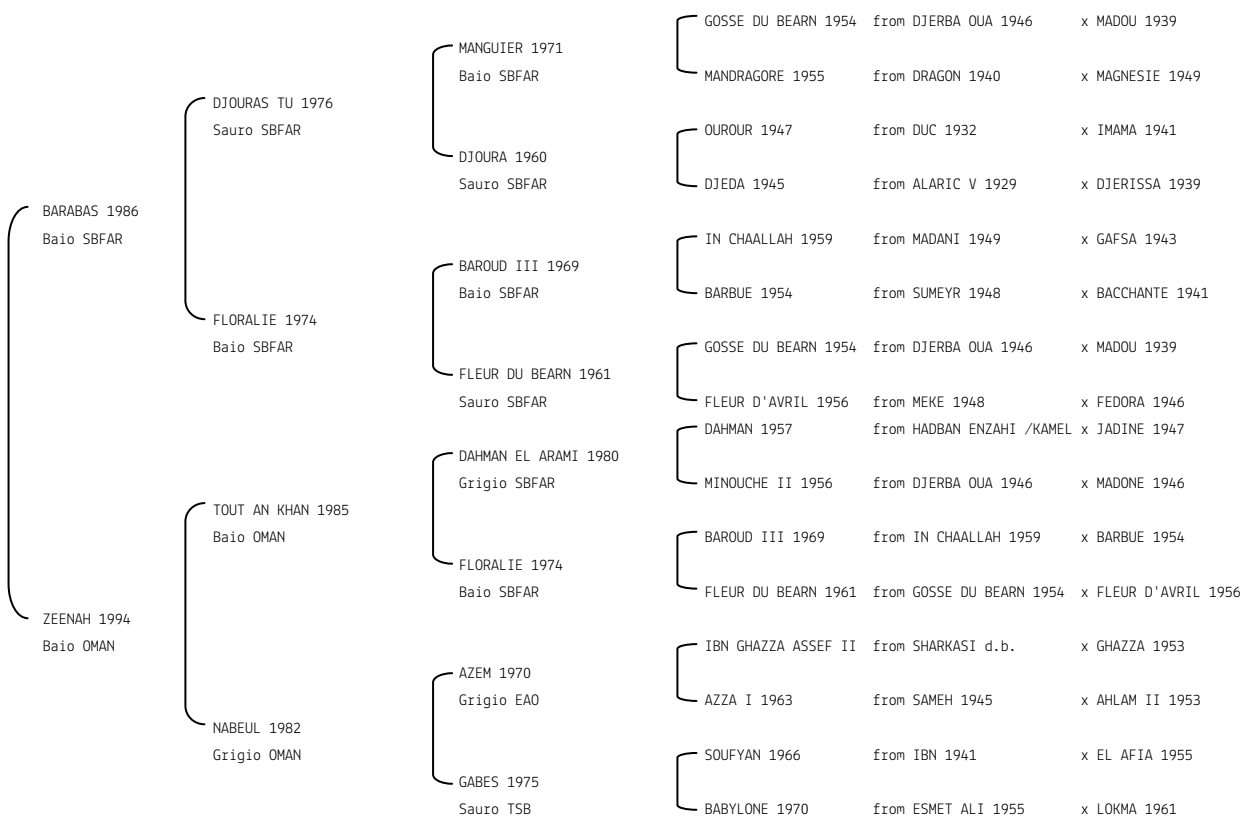 GOSSE DU BEARN 1954 from DJERBA OUA 1946 x MADOU 1939
MANGUIER 1971
Baio SBFAR
MANDRAGORE 1955 from DRAGON 1940 x MAGNESIE 1949
DJOURAS TU 1976
Sauro SBFAR
OUROUR 1947 from DUC 1932 x IMAMA 1941
DJOURA 1960
Sauro SBFAR
DJEDA 1945 from ALARIC V 1929 x DJERISSA 1939
BARABAS 1986
Baio SBFAR
IN CHAALLAH 1959 from MADANI 1949 x GAFSA 1943
BAROUD III 1969
Baio SBFAR
BARBUE 1954 from SUMEYR 1948 x BACCHANTE 1941
FLORALIE 1974
Baio SBFAR
GOSSE DU BEARN 1954 from DJERBA OUA 1946 x MADOU 1939
FLEUR DU BEARN 1961
Sauro SBFAR
FLEUR D'AVRIL 1956 from MEKE 1948 x FEDORA 1946
DAHMAN 1957 from HADBAN ENZAHI /KAMEL x JADINE 1947
DAHMAN EL ARAMI 1980
Grigio SBFAR
MINOUCHE II 1956 from DJERBA OUA 1946 x MADONE 1946
TOUT AN KHAN 1985
Baio OMAN
BAROUD III 1969 from IN CHAALLAH 1959 x BARBUE 1954
FLORALIE 1974
Baio SBFAR
FLEUR DU BEARN 1961 from GOSSE DU BEARN 1954 x FLEUR D'AVRIL 1956
ZEENAH 1994
Baio OMAN
IBN GHAZZA ASSEF II from SHARKASI d.b. x GHAZZA 1953
AZEM 1970
Grigio EAO
AZZA I 1963 from SAMEH 1945 x AHLAM II 1953
NABEUL 1982
Grigio OMAN
SOUFYAN 1966 from IBN 1941 x EL AFIA 1955
GABES 1975
Sauro TSB
BABYLONE 1970 from ESMET ALI 1955 x LOKMA 1961